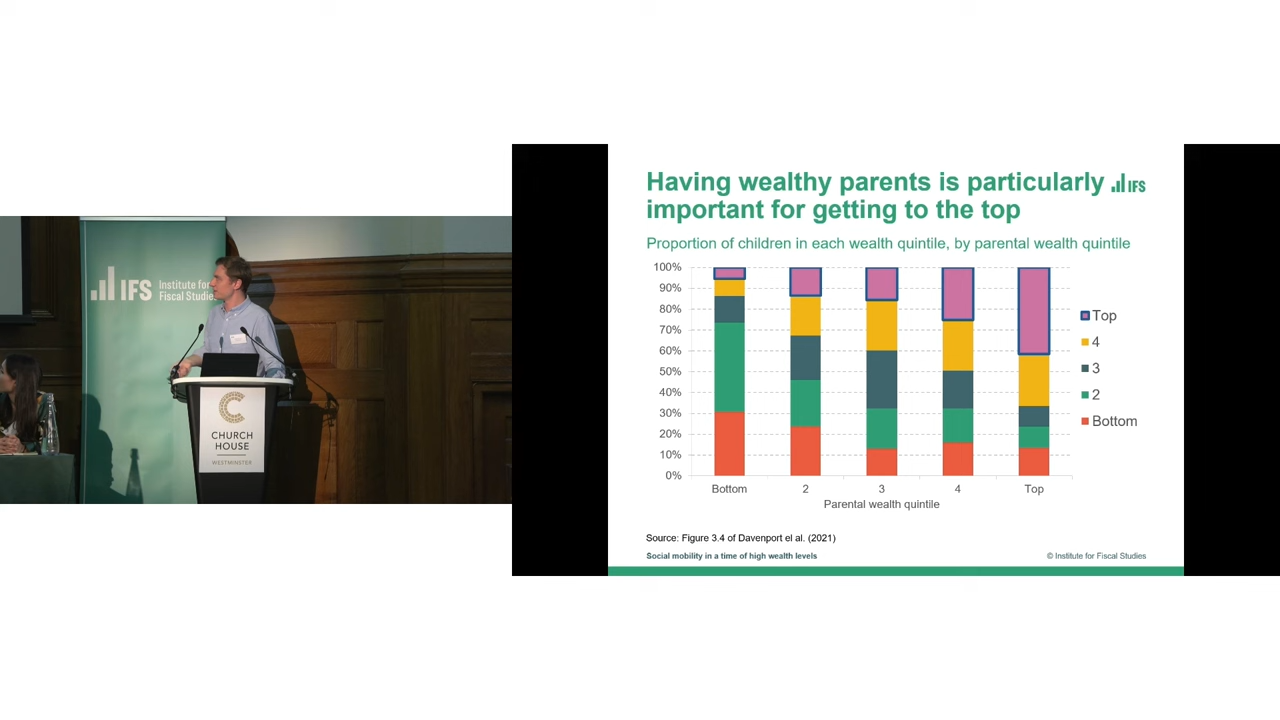 IFS
Institute for
Fiscal Studies
CHURCH
HOUSE
WESTMINSTER
Having wealthy parents is particularly
important for getting to the top
IFS
Proportion of children in each wealth quintile, by parental wealth quintile
100%
90%
80%
70%
60%
50%
40%
30%
20%
10%
0%
Bottom 2 3 4 Top
Parental wealth quintile
Top
4
3
2
Bottom
Source: Figure 3.4 of Davenport el al. (2021)
Social mobility in a time of high wealth levels
© Institute for Fiscal Studies